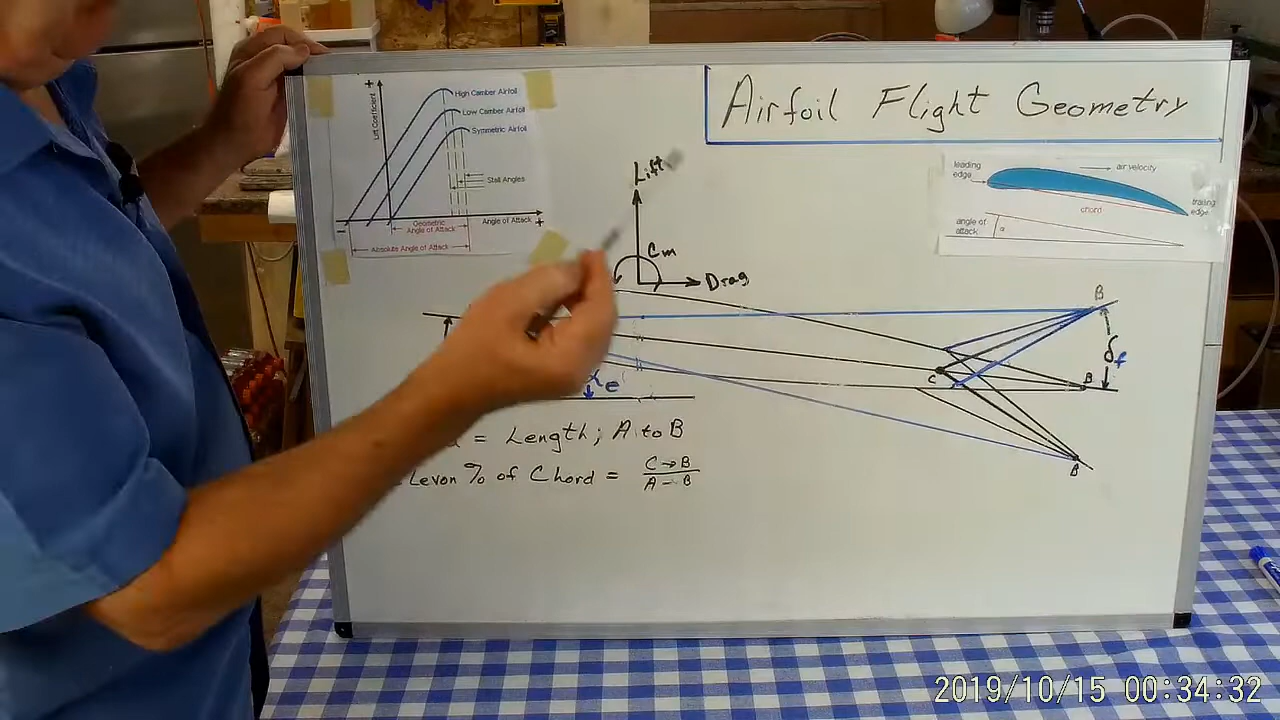 Airfoil Flight Geometry
+
Lift Coefficient
High Camber Airfoil
Low Camber Airfoil
Symmetric Airfoil
Stall Angles
Geometric
Angle of Attack
Angle of Attack
+
-
Absolute Angle of Attack
leading
edge
air velocity
trailing
edge
chord
angle of
attack
α
Lift
Cm
Drag
B
δf
C
B
B
αe
= Length; A to B
Levon % of Chord = C→B
A-B
2019/10/15 00:34:32